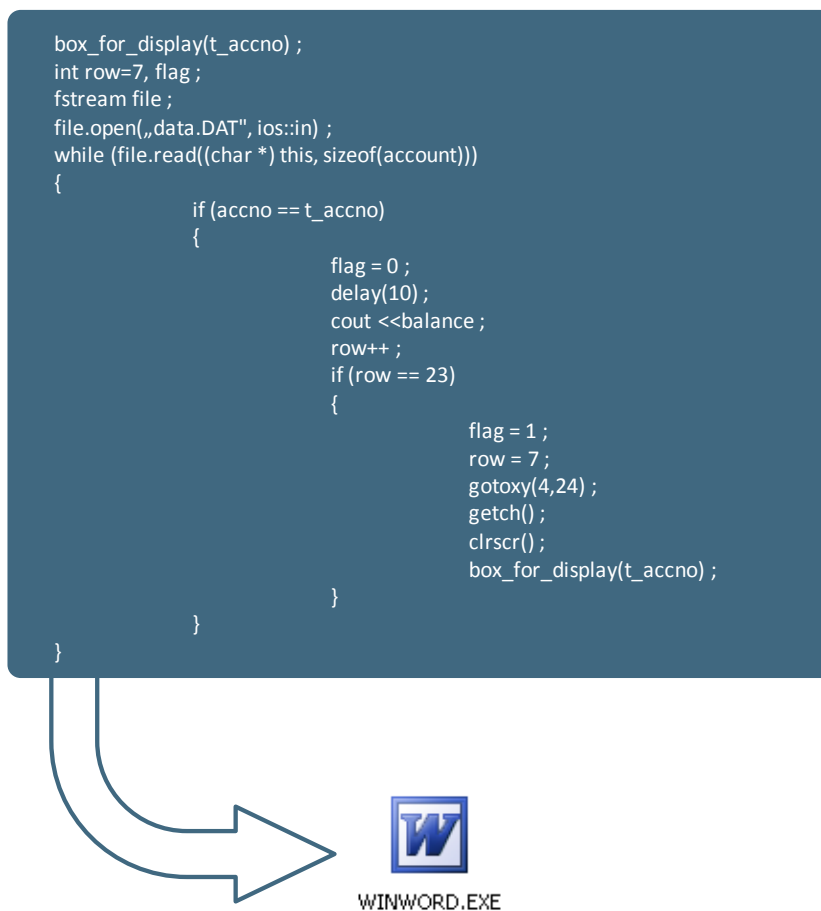 box_for_display(t_accno) ;
int row=7, flag ;
fstream file ;
file.open(„data.DAT", ios::in) ;
while (file.read((char *) this, sizeof(account)))
{
if (accno == t_accno)
{
flag = 0 ;
delay(10) ;
cout <<balance ;
row++ ;
if (row == 23)
{
flag = 1 ;
row = 7 ;
gotoxy(4,24) ;
getch() ;
clrscr() ;
box_for_display(t_accno) ;
}
}
}
W
WINWORD.EXE